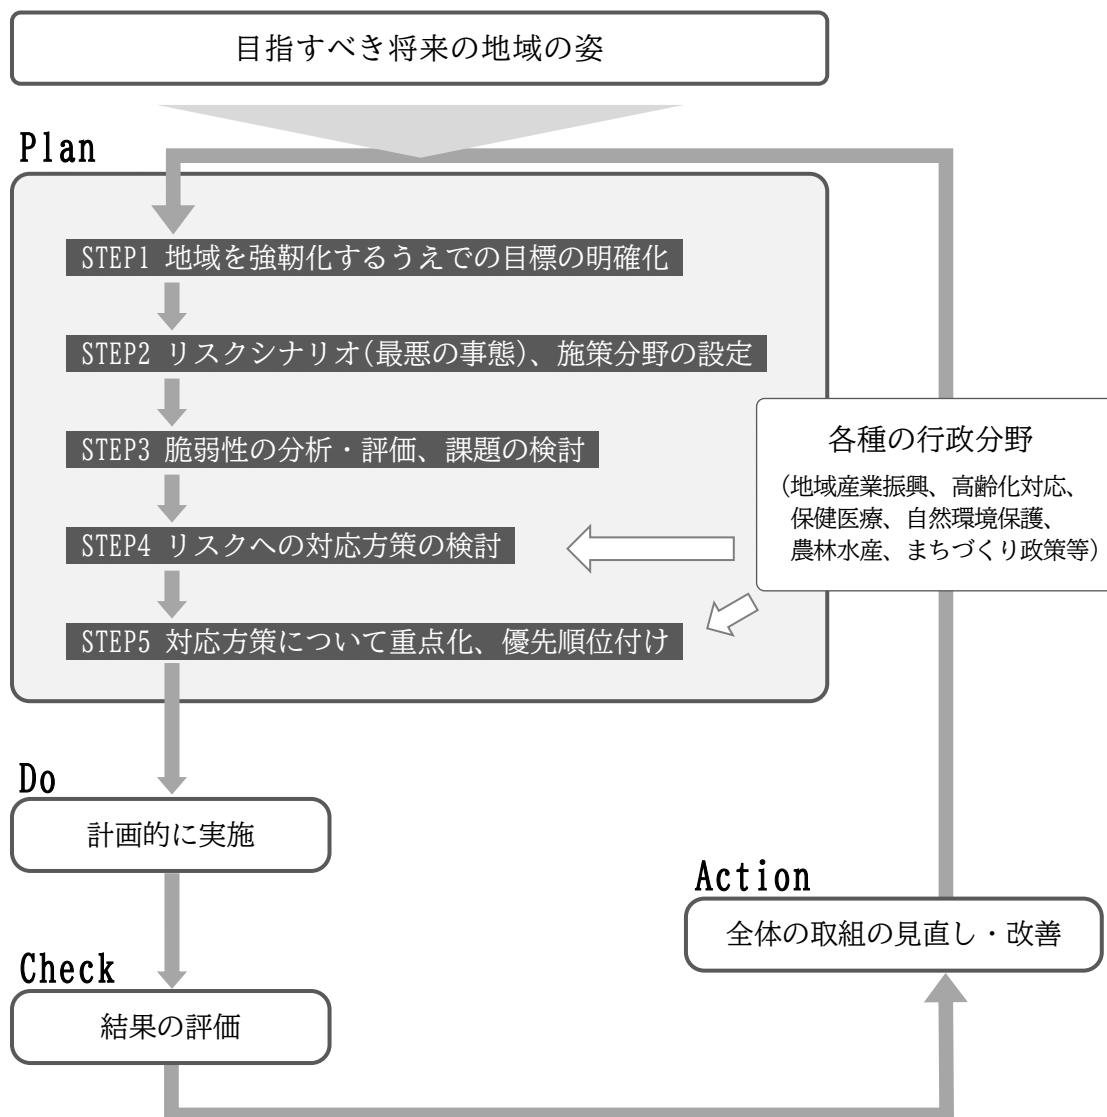 目指すべき将来の地域の姿
Plan
STEP1 地域を強靭化するうえでの目標の明確化
STEP2 リスクシナリオ(最悪の事態)、施策分野の設定
STEP3 脆弱性の分析・評価、課題の検討
STEP4 リスクへの対応方策の検討
STEP5 対応方策について重点化、優先順位付け
各種の行政分野
(地域産業振興、高齢化対応、
保健医療、自然環境保護、
農林水産、まちづくり政策等)
Do
計画的に実施
Check
結果の評価
Action
全体の取組の見直し・改善